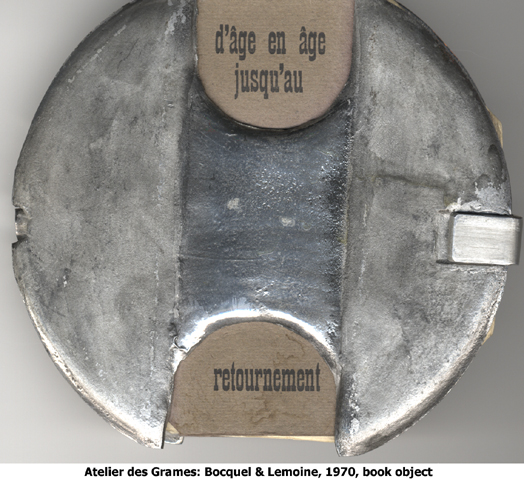 d'âge en âge
jusqu'au
retournement
Atelier des Grames: Bocquel & Lemoine, 1970, book object